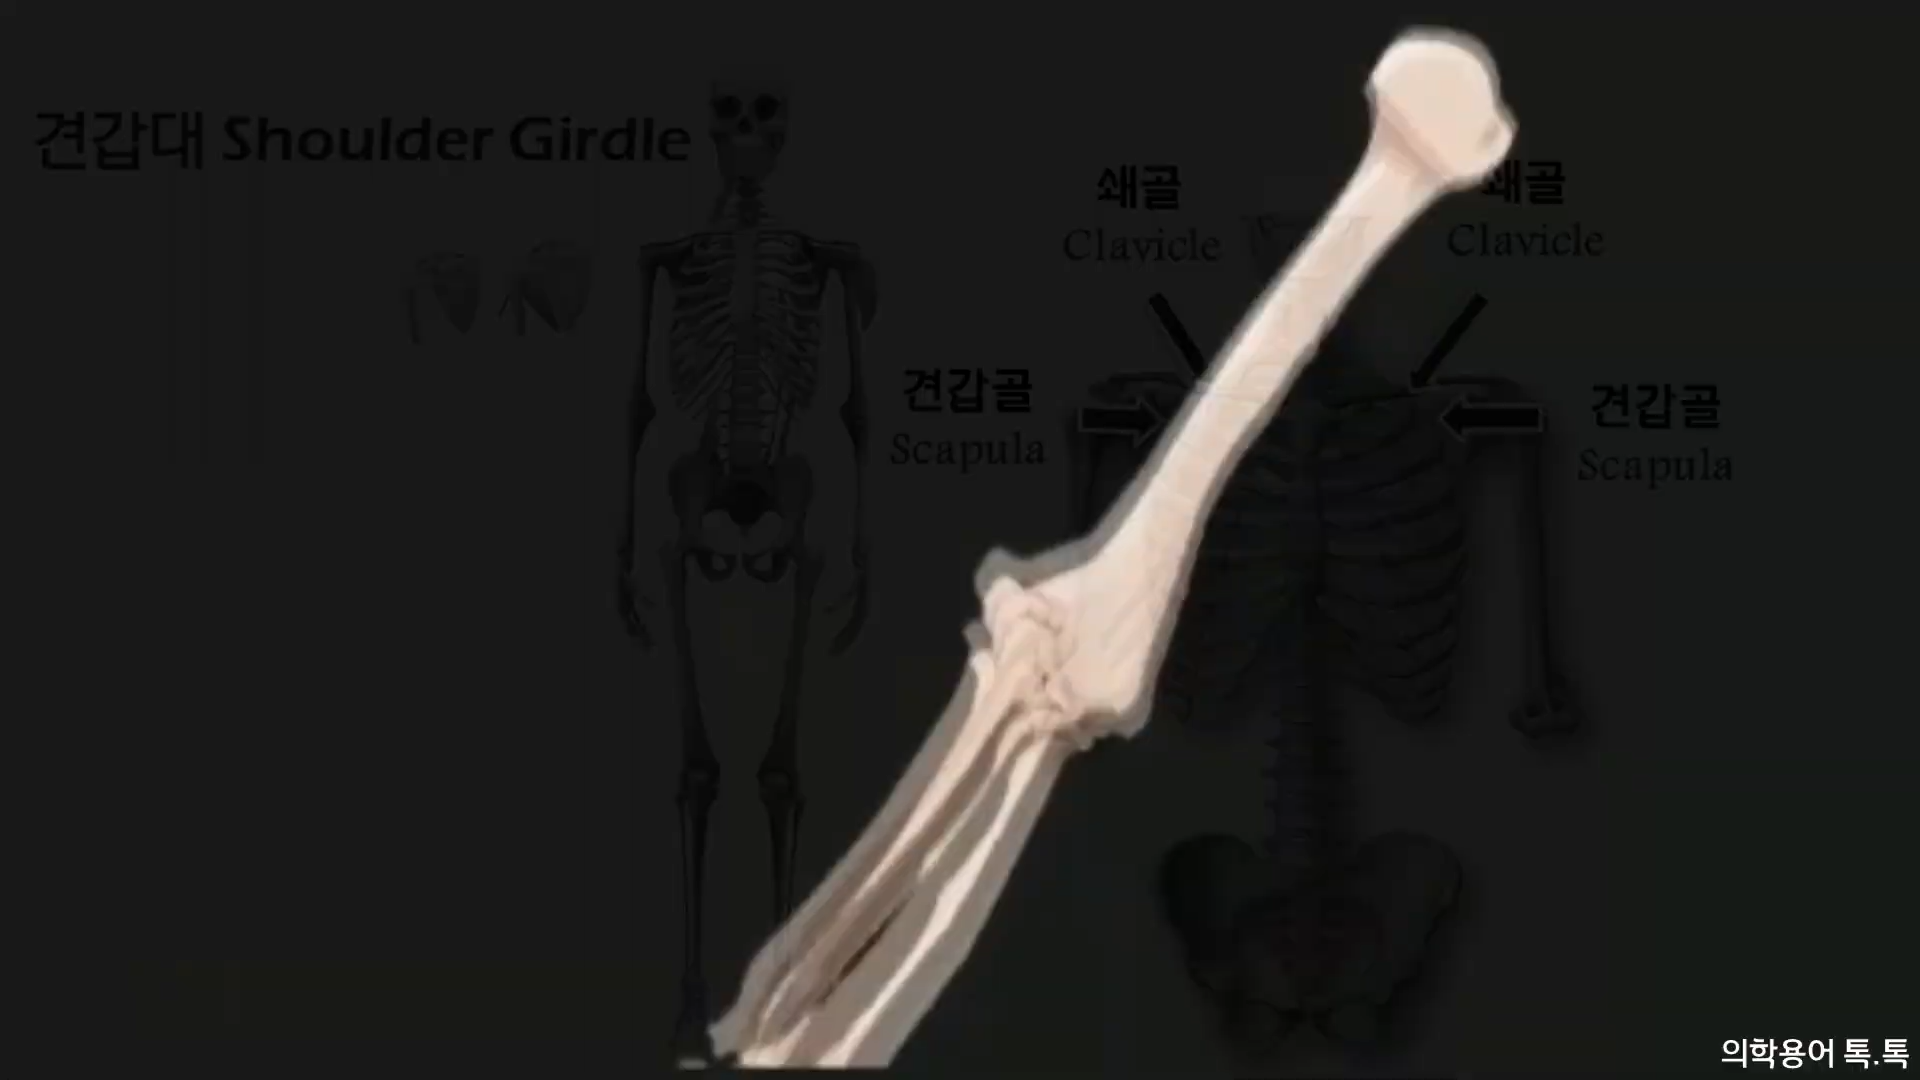 견갑대 Shoulder Girdle
쇄골
Clavicle
쇄골
Clavicle
견갑골
Scapula
견갑골
Scapula
의학용어 톡.톡